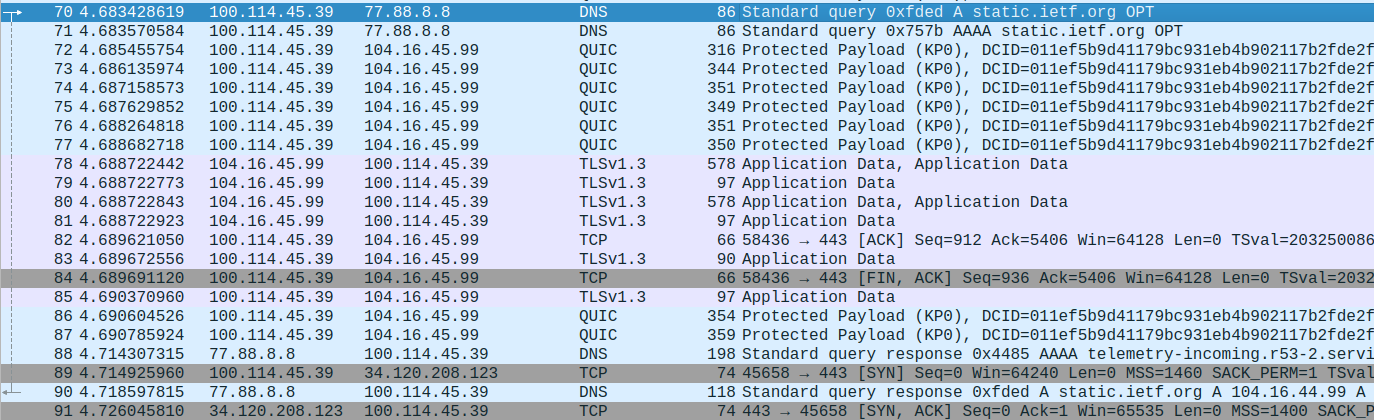 70 4.683428619 100.114.45.39 77.88.8.8 DNS 86 Standard query 0xfded A static.ietf.org OPT
71 4.683570584 100.114.45.39 77.88.8.8 DNS 86 Standard query 0x757b AAAA static.ietf.org OPT
72 4.685455754 100.114.45.39 104.16.45.99 QUIC 316 Protected Payload (KP0), DCID=011ef5b9d41179bc931eb4b902117b2fde2f
73 4.686135974 100.114.45.39 104.16.45.99 QUIC 344 Protected Payload (KP0), DCID=011ef5b9d41179bc931eb4b902117b2fde2f
74 4.687158573 100.114.45.39 104.16.45.99 QUIC 351 Protected Payload (KP0), DCID=011ef5b9d41179bc931eb4b902117b2fde2f
75 4.687629852 100.114.45.39 104.16.45.99 QUIC 349 Protected Payload (KP0), DCID=011ef5b9d41179bc931eb4b902117b2fde2f
76 4.688264818 100.114.45.39 104.16.45.99 QUIC 351 Protected Payload (KP0), DCID=011ef5b9d41179bc931eb4b902117b2fde2f
77 4.688682718 100.114.45.39 104.16.45.99 QUIC 350 Protected Payload (KP0), DCID=011ef5b9d41179bc931eb4b902117b2fde2f
78 4.688722442 104.16.45.99 100.114.45.39 TLSv1.3 578 Application Data, Application Data
79 4.688722773 104.16.45.99 100.114.45.39 TLSv1.3 97 Application Data
80 4.688722843 104.16.45.99 100.114.45.39 TLSv1.3 578 Application Data, Application Data
81 4.688722923 104.16.45.99 100.114.45.39 TLSv1.3 97 Application Data
82 4.689621050 100.114.45.39 104.16.45.99 TCP 66 58436 → 443 [ACK] Seq=912 Ack=5406 Win=64128 Len=0 TSval=203250086
83 4.689672556 100.114.45.39 104.16.45.99 TLSv1.3 90 Application Data
84 4.689691120 100.114.45.39 104.16.45.99 TCP 66 58436 → 443 [FIN, ACK] Seq=936 Ack=5406 Win=64128 Len=0 TSval=2032
85 4.690370960 100.114.45.39 104.16.45.99 TLSv1.3 97 Application Data
86 4.690604526 100.114.45.39 104.16.45.99 QUIC 354 Protected Payload (KP0), DCID=011ef5b9d41179bc931eb4b902117b2fde2f
87 4.690785924 100.114.45.39 104.16.45.99 QUIC 359 Protected Payload (KP0), DCID=011ef5b9d41179bc931eb4b902117b2fde2f
88 4.714307315 77.88.8.8 100.114.45.39 DNS 198 Standard query response 0x4485 AAAA telemetry-incoming.r53-2.servi
89 4.714925960 100.114.45.39 34.120.208.123 TCP 74 45658 → 443 [SYN] Seq=0 Win=64240 Len=0 MSS=1460 SACK_PERM=1 TSval
90 4.718597815 77.88.8.8 100.114.45.39 DNS 118 Standard query response 0xfded A static.ietf.org A 104.16.44.99 A
91 4.726045810 34.120.208.123 100.114.45.39 TCP 74 443 → 45658 [SYN, ACK] Seq=0 Ack=1 Win=65535 Len=0 MSS=1400 SACK_P